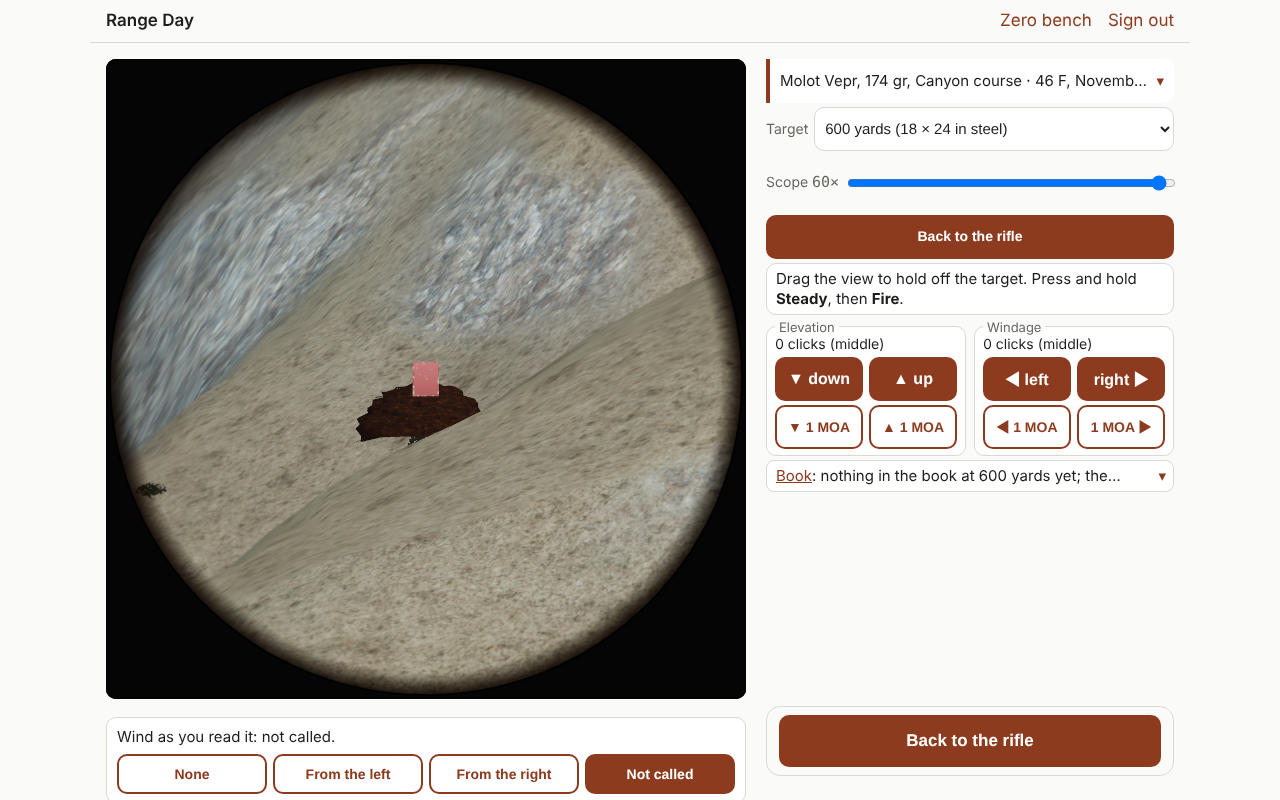 Range Day
Zero bench
Sign out
Molot Vepr, 174 gr, Canyon course · 46 F, Novemb...
▼
Target
600 yards (18 × 24 in steel)
Scope 60×
Back to the rifle
Drag the view to hold off the target. Press and hold
Steady, then Fire.
Elevation
0 clicks (middle)
▼ down
▲ up
▼ 1 MOA
▲ 1 MOA
Windage
0 clicks (middle)
◀ left
right ▶
◀ 1 MOA
1 MOA ▶
Book: nothing in the book at 600 yards yet; the...
▼
Back to the rifle
Wind as you read it: not called.
None
From the left
From the right
Not called